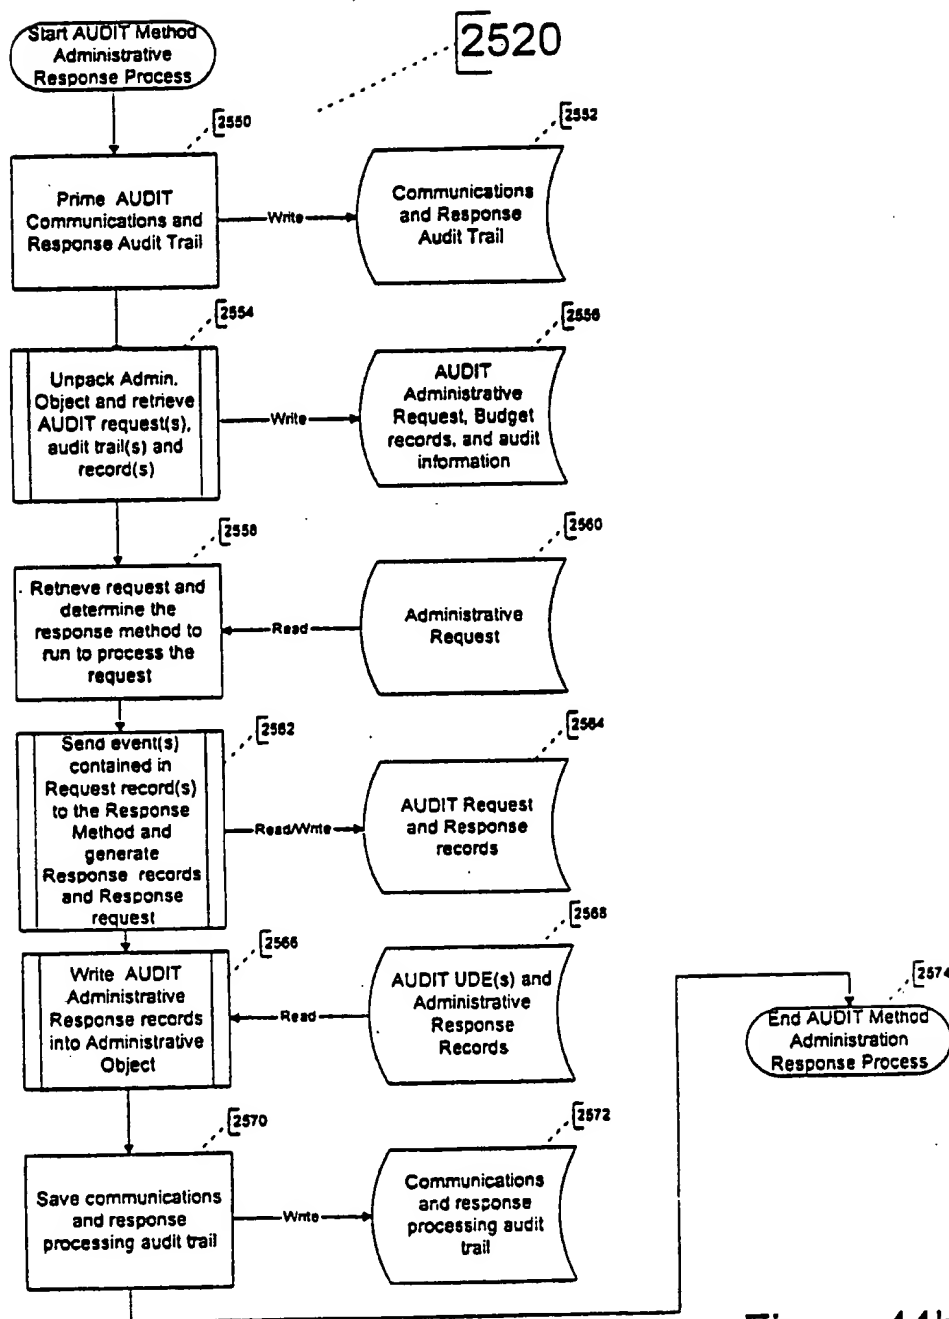 Start AUDIT Method
Administrative
Response Process
2520
2550
Prime AUDIT
Communications and
Response Audit Trail
Write
2552
Communications
and Response
Audit Trail
2554
Unpack Admin.
Object and retrieve
AUDIT request(s),
audit trail(s) and
record(s)
Write
2556
AUDIT
Administrative
Request, Budget
records, and audit
information
2558
Retrieve request and
determine the
response method to
run to process the
request
Read
2560
Administrative
Request
2562
Send event(s)
contained in
Request record(s)
to the Response
Method and
generate
Response records
and Response
request
Read/Write
2564
AUDIT Request
and Response
records
2566
Write AUDIT
Administrative
Response records
into Administrative
Object
Read
2568
AUDIT UDE(s) and
Administrative
Response
Records
2570
Save communications
and response
processing audit trail
Write
2572
Communications
and response
processing audit
trail
2574
End AUDIT Method
Administration
Response Process